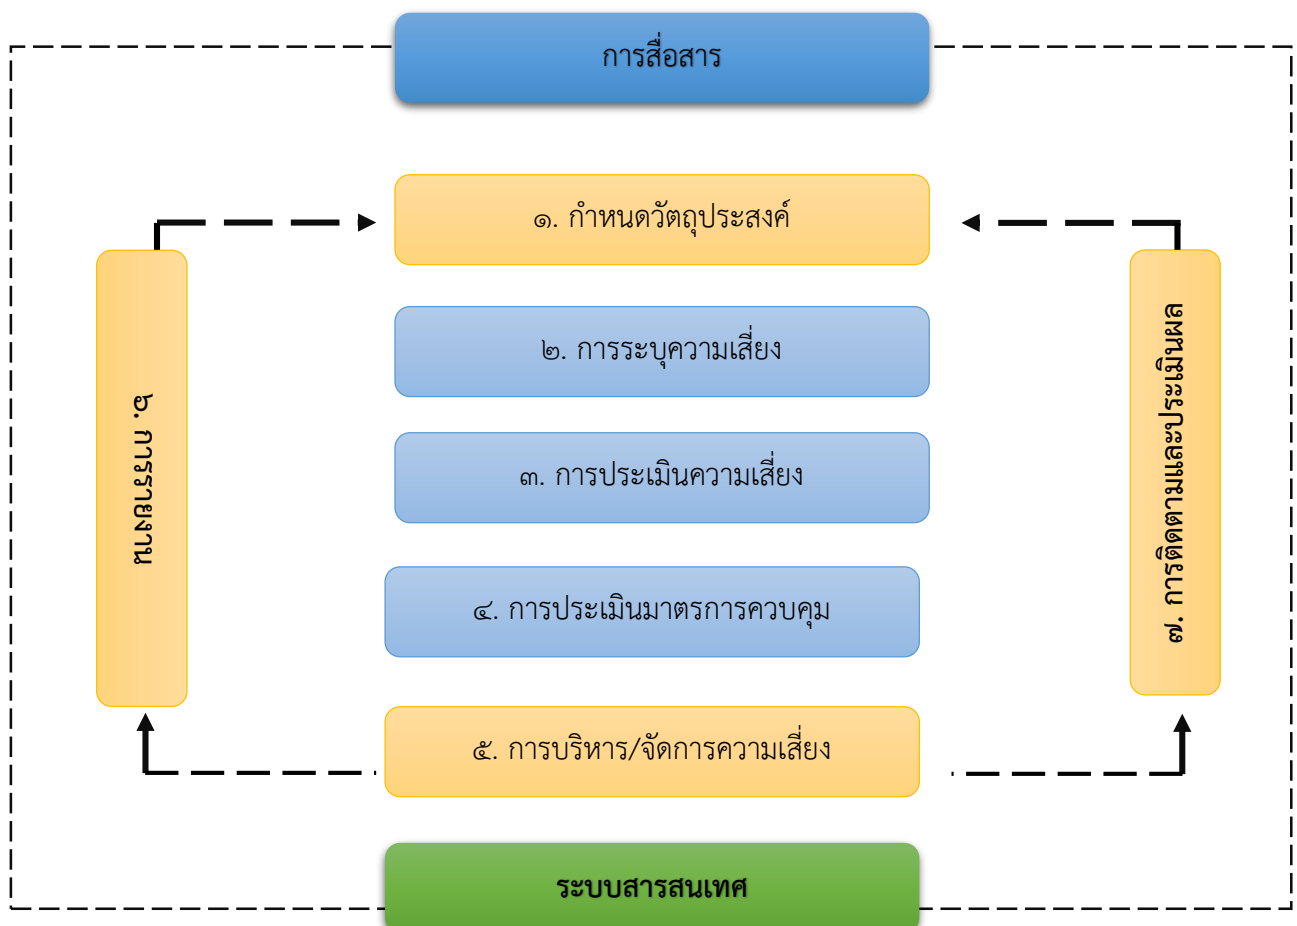 การสื่อสาร
๑. กำหนดวัตถุประสงค์
๒. การระบุความเสี่ยง
๓. การประเมินความเสี่ยง
๔. การประเมินมาตรการควบคุม
๕. การบริหาร/จัดการความเสี่ยง
๖. การรายงาน
๗. การติดตามและประเมินผล
ระบบสารสนเทศ